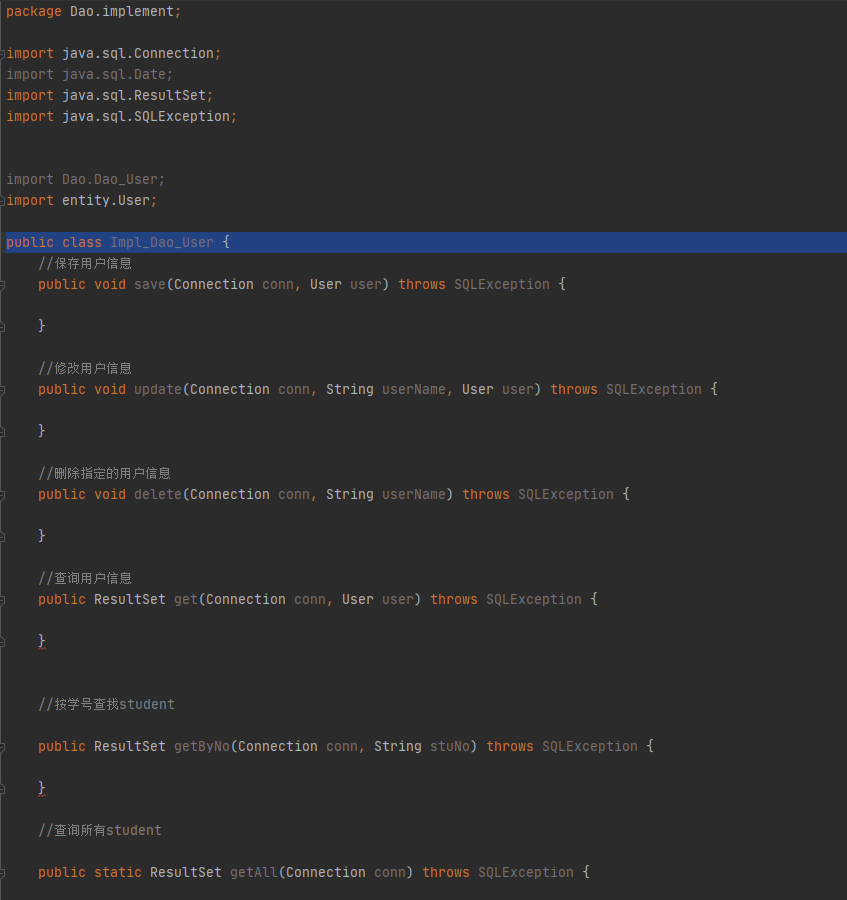 package Dao.implement;
import java.sql.Connection;
import java.sql.Date;
import java.sql.ResultSet;
import java.sql.SQLException;
import Dao.Dao_User;
import entity.User;
public class Impl_Dao_User {
//保存用户信息
public void save(Connection conn, User user) throws SQLException {
}
//修改用户信息
public void update(Connection conn, String userName, User user) throws SQLException {
}
//删除指定的用户信息
public void delete(Connection conn, String userName) throws SQLException {
}
//查询用户信息
public ResultSet get(Connection conn, User user) throws SQLException {
}
//按学号查找student
public ResultSet getByNo(Connection conn, String stuNo) throws SQLException {
}
//查询所有student
public static ResultSet getAll(Connection conn) throws SQLException {